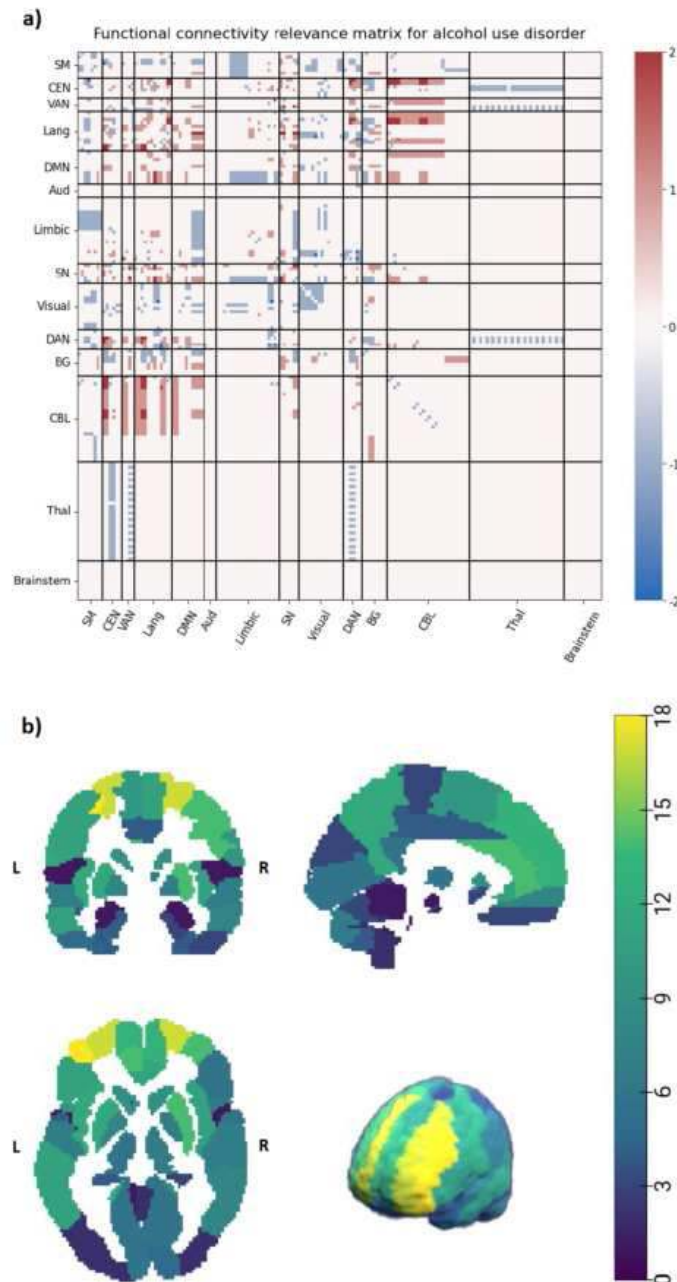 a)
Functional connectivity relevance matrix for alcohol use disorder
SM
CEN
VAN
Lang
DMN
Aud
Limbic
SN
Visual
DAN
BG
CBL
Thal
Brainstem
SM
CEN
VAN
Lang
DMN
Aud
Limbic
SN
Visual
DAN
BG
CBL
Thal
Brainstem
2
1
0
-1
-2
b)
L
R
L
R
18
15
12
9
6
3
0